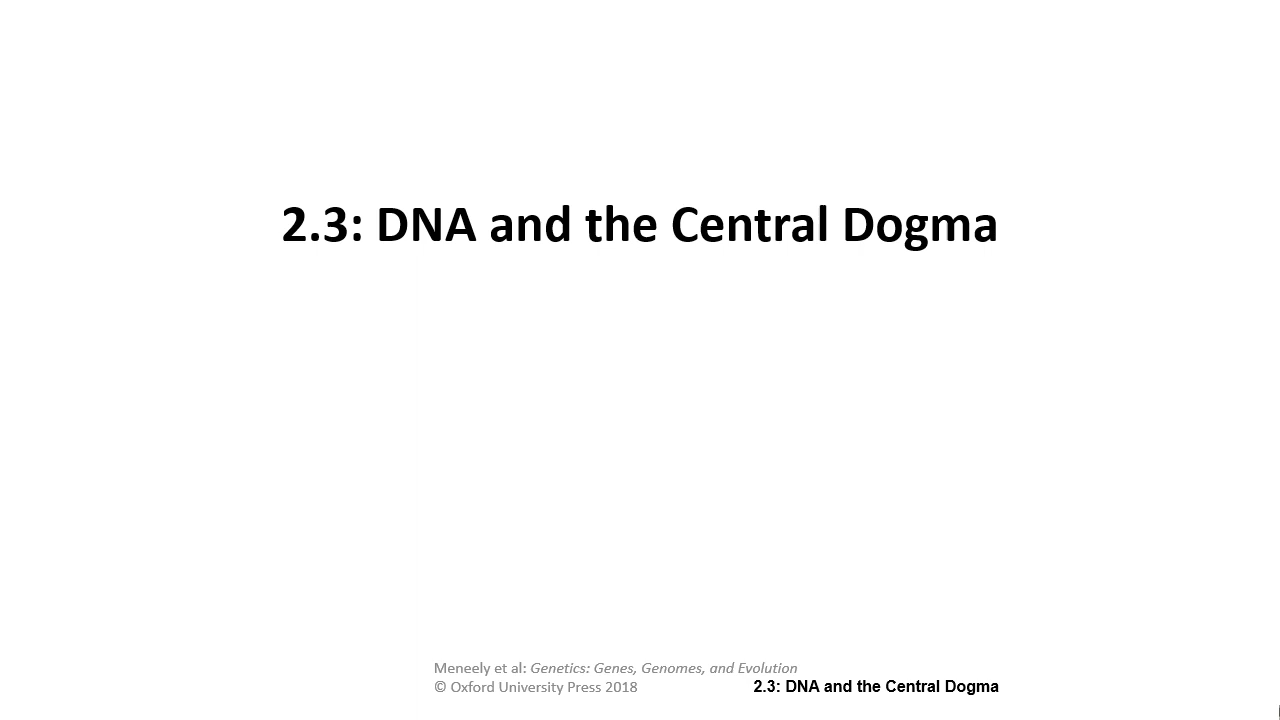 2.3: DNA and the Central Dogma
Meneely et al: Genetics: Genes, Genomes, and Evolution
© Oxford University Press 2018
2.3: DNA and the Central Dogma